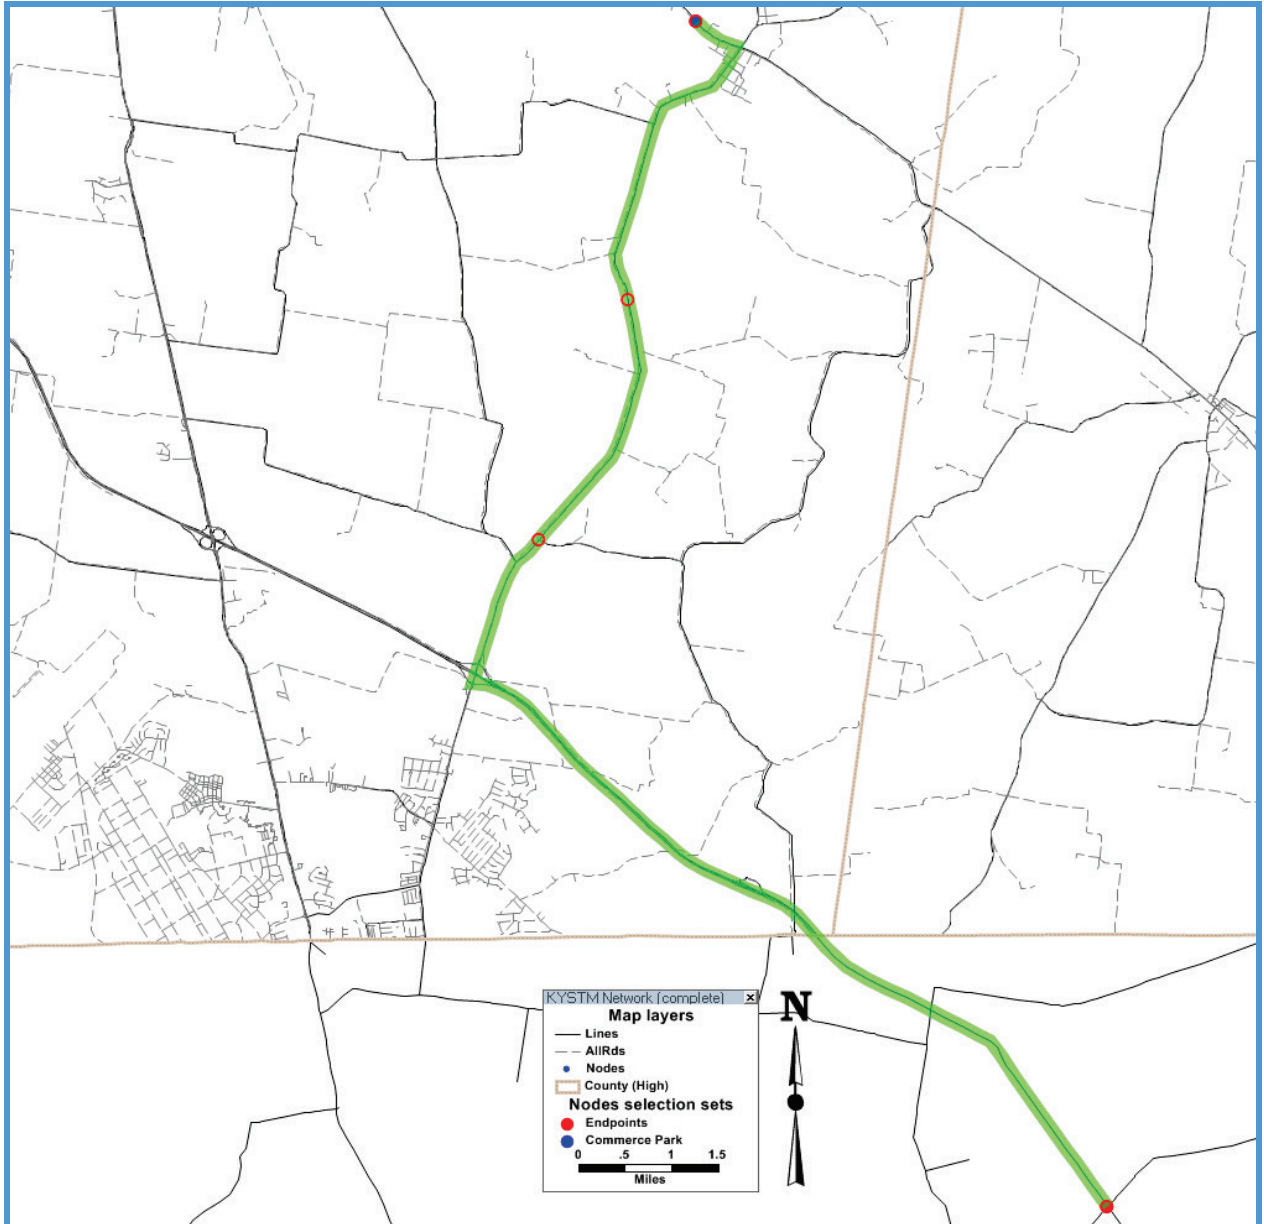 KYSTM Network (complete)
Map layers
Lines
AllRds
Nodes
County (High)
Nodes selection sets
Endpoints
Commerce Park
0 .5 1 1.5
Miles
N